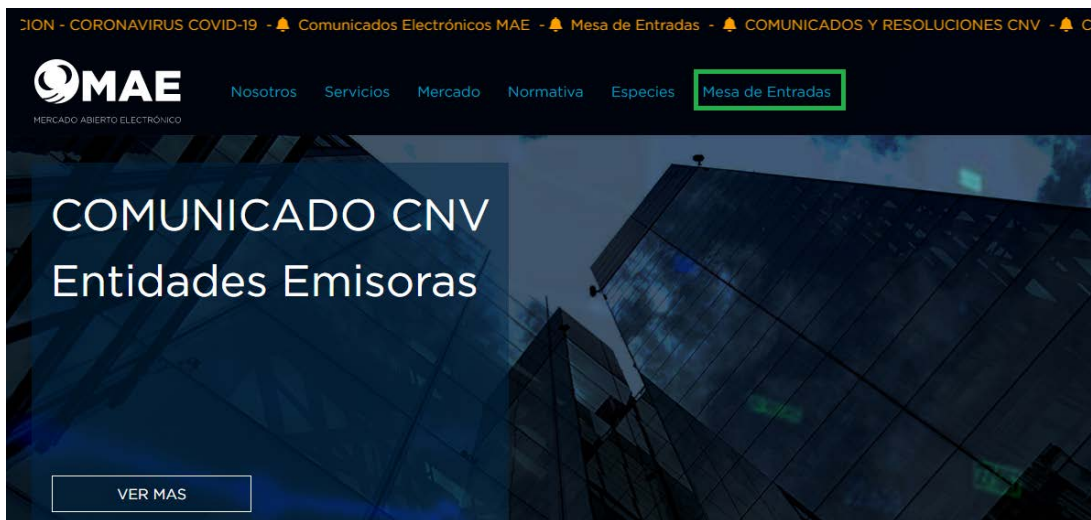 CION - CORONAVIRUS COVID-19 - Comunicados Electrónicos MAE - Mesa de Entradas - COMUNICADOS Y RESOLUCIONES CNV -
MAE
MERCADO ABIERTO ELECTRÓNICO
Nosotros Servicios Mercado Normativa Especies Mesa de Entradas
COMUNICADO CNV
Entidades Emisoras
VER MAS